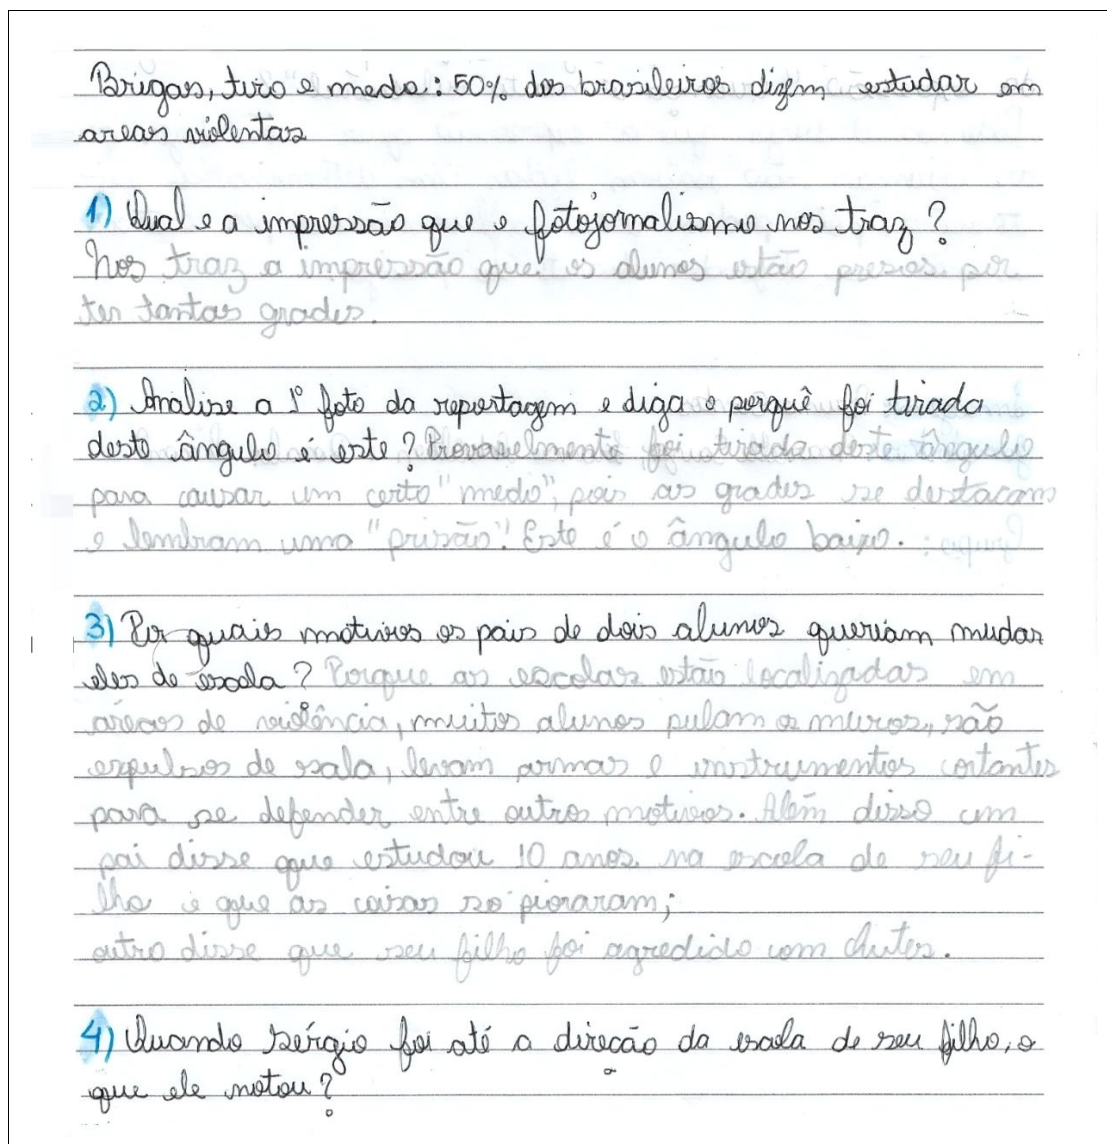 Brigas, tiro e medo: 50% dos brasileiros dizem estudar em
areas violentas
1) Qual e a impressão que o fotojornalismo nos traz?
Nos traz a impressão que os alunos estão presos por
ter tantas grades.
2) Analise a 1º foto da reportagem e diga o porquê foi tirada
deste ângulo é este? Provavelmente foi tirada deste ângulo
para causar um certo "medo", pois as grades se destacam
e lembram uma "prisão". Este é o ângulo baixo.
3) Por quais motivos os pais de dois alunos queriam mudar
eles de escola? Porque as escolas estão localizadas em
áreas de violência, muitos alunos pulam os muros, são
expulsos de sala, levam armas e instrumentos cortantes
para se defender entre outros motivos. Além disso um
pai disse que estudou 10 anos na escola de seu fi-
lho e que as coisas so pioraram;
outro disse que seu filho foi agredido com chutes.
4) Quando Sérgio foi até a direção da escola de seu filho, o
que ele notou?